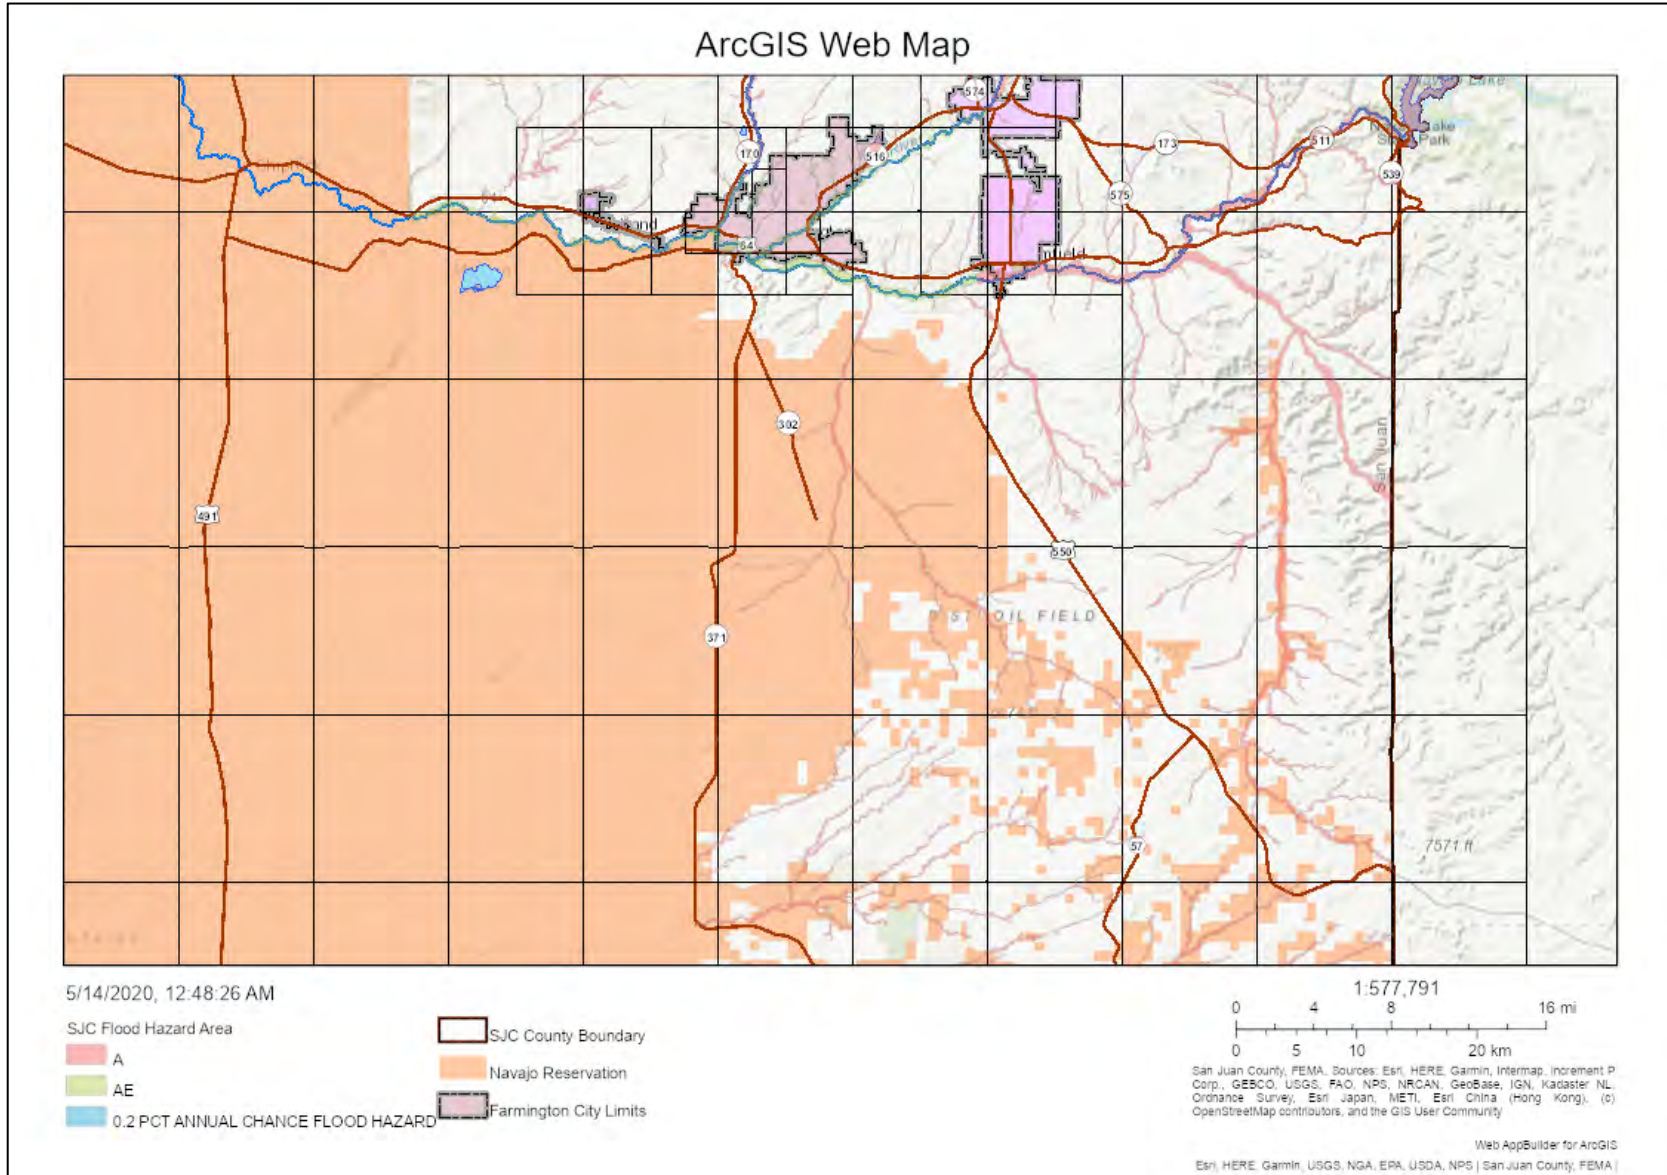 ArcGIS Web Map
574
170
516
173
511
Park
539
575
64
302
491
550
OIL FIELD
371
San Juan
57
7571 ft
5/14/2020, 12:48:26 AM
SJC Flood Hazard Area
A
AE
0.2 PCT ANNUAL CHANCE FLOOD HAZARD
SJC County Boundary
Navajo Reservation
Farmington City Limits
1:577,791
0 4 8 16 mi
0 5 10 20 km
San Juan County, FEMA. Sources: Esri, HERE, Garmin, Intermap, increment P
Corp., GEBCO, USGS, FAO, NPS, NRCAN, GeoBase, IGN, Kadaster NL,
Ordnance Survey, Esri Japan, METI, Esri China (Hong Kong), (c)
OpenStreetMap contributors, and the GIS User Community
Web AppBuilder for ArcGIS
Esri, HERE, Garmin, USGS, NGA, EPA, USDA, NPS | San Juan County, FEMA |